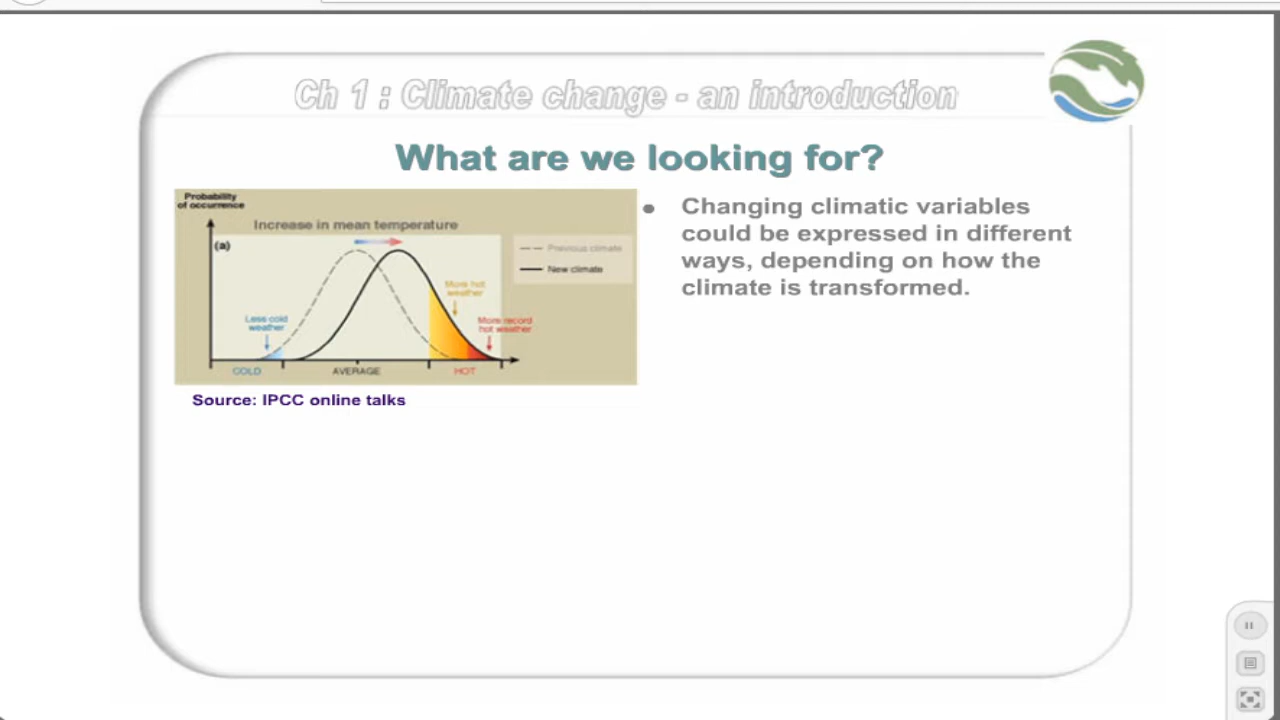 Ch 1 : Climate change - an introduction
What are we looking for?
Probability
of occurrence
Increase in mean temperature
(a)
Previous climate
New climate
More hot
weather
Less cold
weather
More record
hot weather
COLD
AVERAGE
HOT
Source: IPCC online talks
• Changing climatic variables
could be expressed in different
ways, depending on how the
climate is transformed.